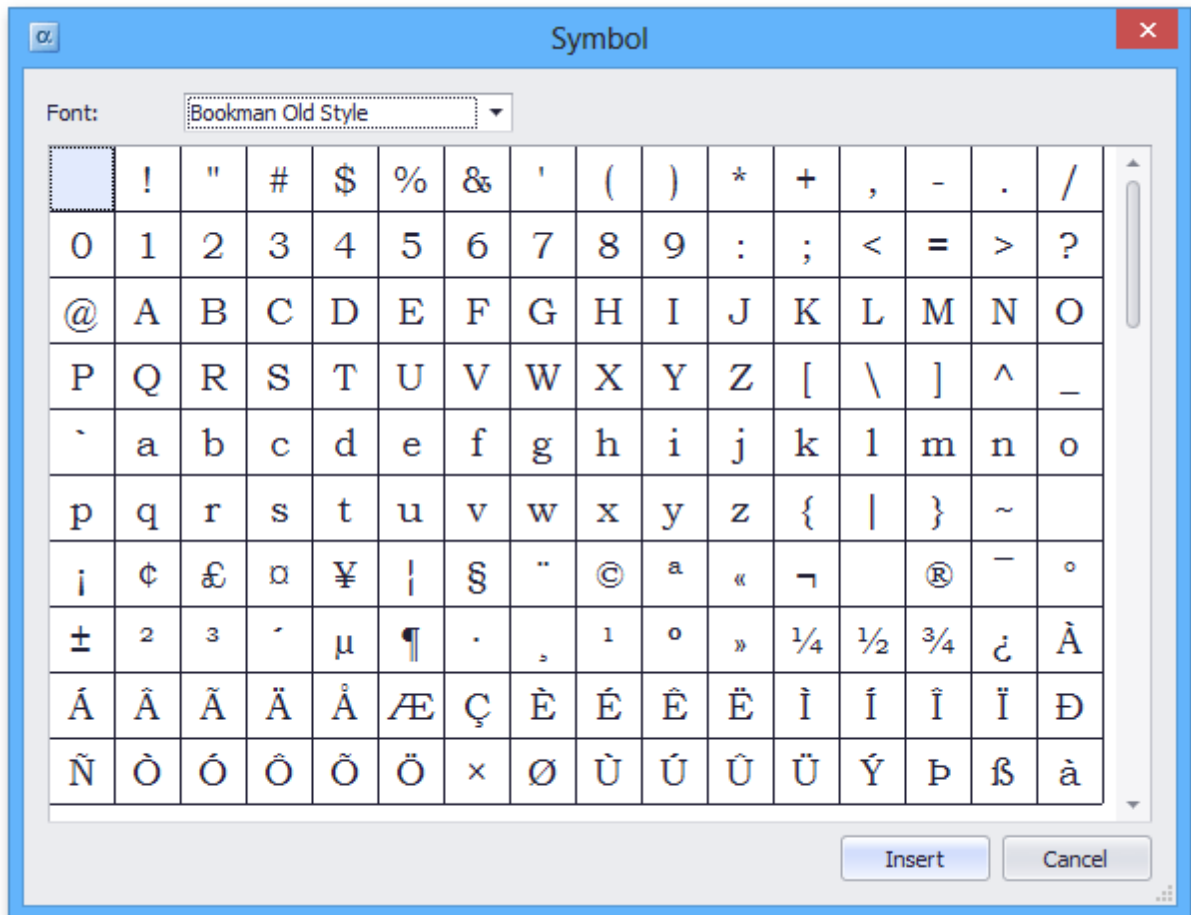 α
Symbol
Font: Bookman Old Style
! " # $ % & ' ( ) * + , - . /
0 1 2 3 4 5 6 7 8 9 : ; < = > ?
@ A B C D E F G H I J K L M N O
P Q R S T U V W X Y Z [ \ ] ^ _
` a b c d e f g h i j k l m n o
p q r s t u v w x y z { | } ~
¡ ¢ £ ¤ ¥ ¦ § ¨ © ª « ¬ ® ¯ °
± ² ³ ´ µ ¶ · ¸ ¹ º » ¼ ½ ¾ ¿ À
Á Â Ã Ä Å Æ Ç È É Ê Ë Ì Í Î Ï Ð
Ñ Ò Ó Ô Õ Ö × Ø Ù Ú Û Ü Ý Þ ß à
Insert Cancel